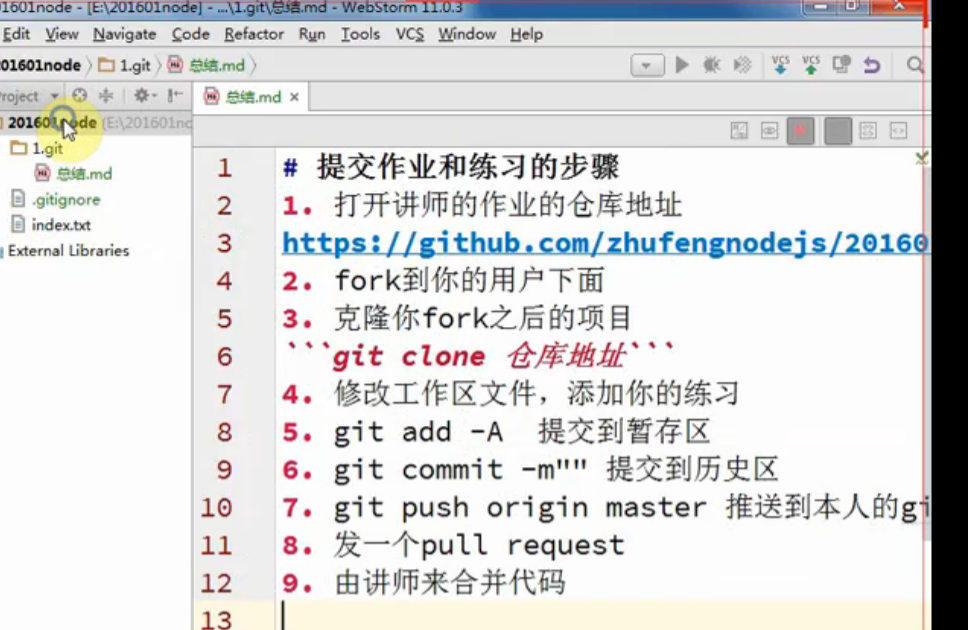 01601node - [E:\201601node] - ...\1.git\总结.md - WebStorm 11.0.3
Edit View Navigate Code Refactor Run Tools VCS Window Help
01601node 1.git 总结.md
Project
总结.md
201601node (E:\201601no
1.git
总结.md
.gitignore
index.txt
External Libraries
VCS VCS
1 # 提交作业和练习的步骤
2 1. 打开讲师的作业的仓库地址
3 https://github.com/zhufengnodejs/20160
4 2. fork到你的用户下面
5 3. 克隆你fork之后的项目
6 ```git clone 仓库地址```
7 4. 修改工作区文件，添加你的练习
8 5. git add -A 提交到暂存区
9 6. git commit -m"" 提交到历史区
10 7. git push origin master 推送到本人的gi
11 8. 发一个pull request
12 9. 由讲师来合并代码
13